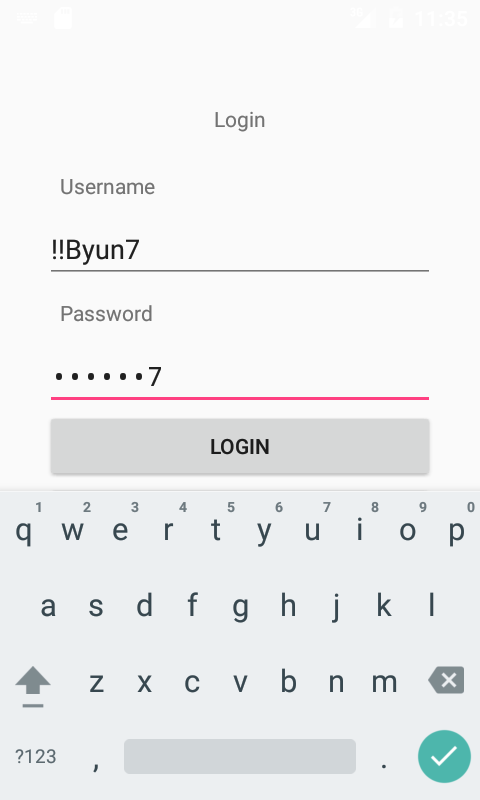 11:35
Login
Username
!!Byun7
Password
••••••7
LOGIN
1 2 3 4 5 6 7 8 9 0
q w e r t y u i o p
a s d f g h j k l
z x c v b n m
?123 , .